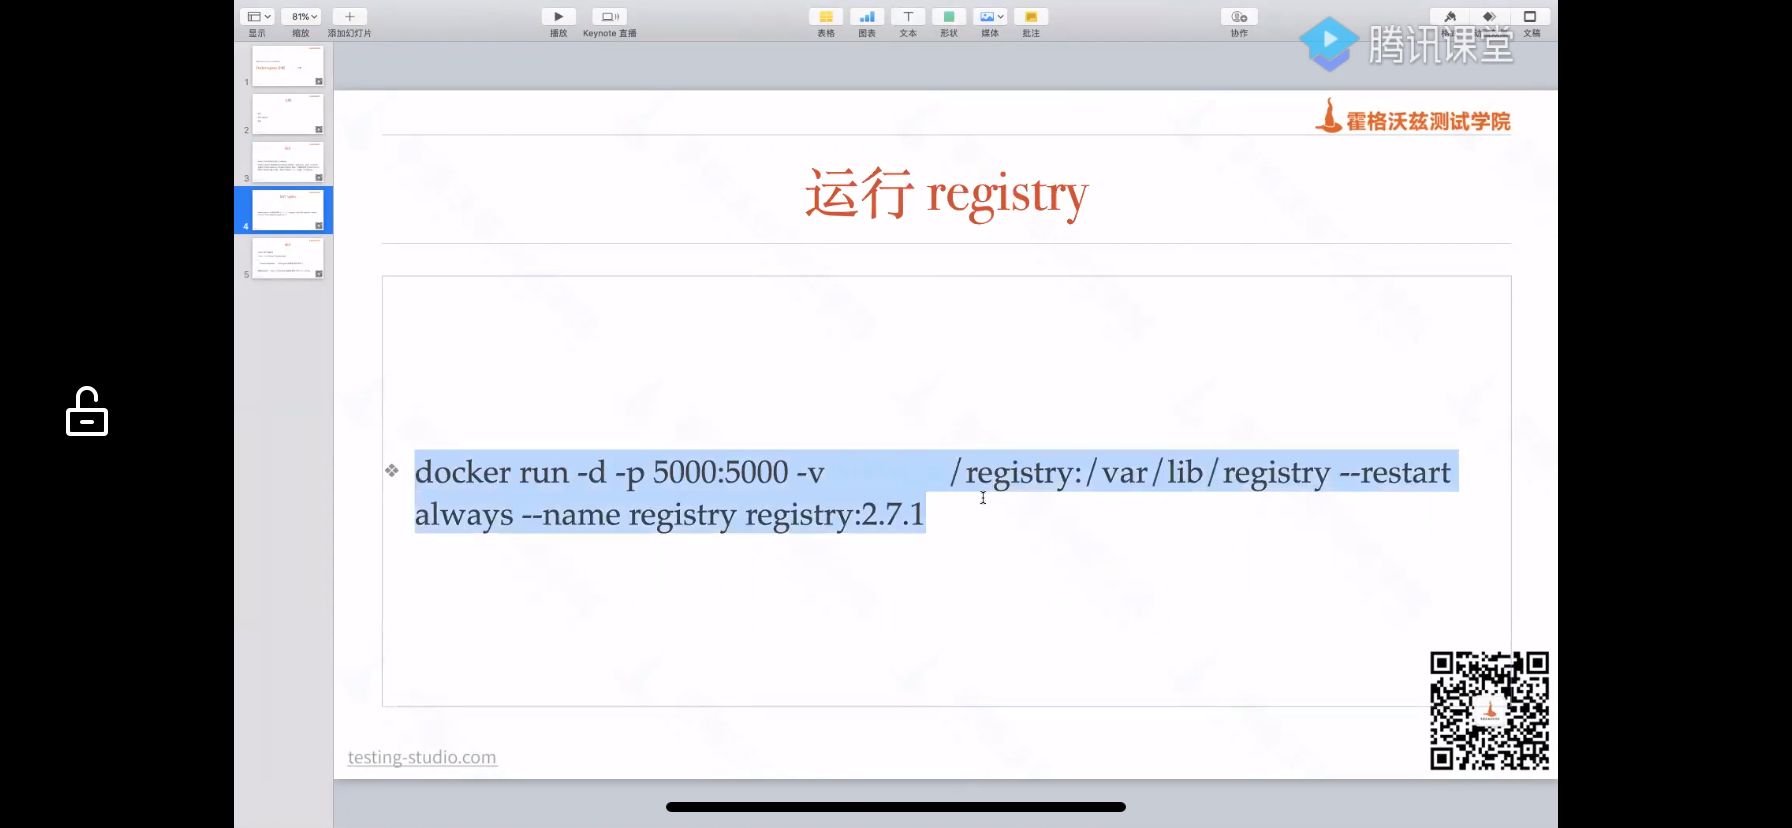 81%
显示
缩放
添加幻灯片
播放
Keynote 直播
表格
图表
文本
形状
媒体
批注
协作
文稿
腾讯课堂
霍格沃兹测试学院
运行 registry
docker run -d -p 5000:5000 -v /registry:/var/lib/registry --restart
always --name registry registry:2.7.1
testing-studio.com
1
2
3
4
5